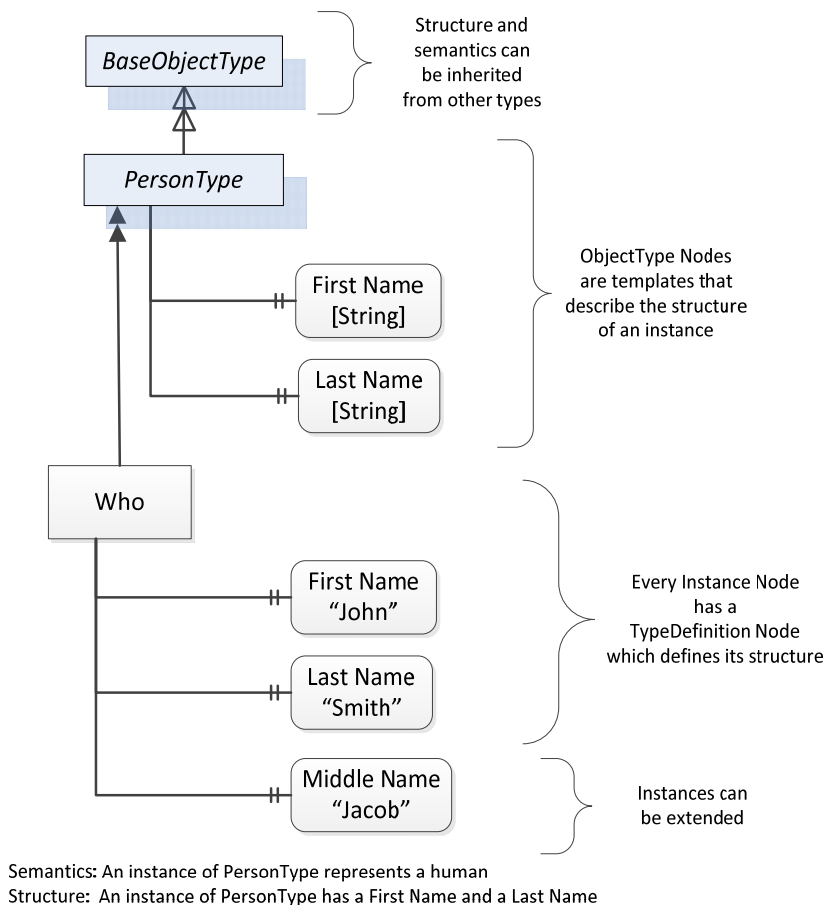 BaseObjectType
Structure and
semantics can
be inherited
from other types
PersonType
First Name
[String]
Last Name
[String]
ObjectType Nodes
are templates that
describe the structure
of an instance
Who
First Name
“John”
Last Name
“Smith”
Every Instance Node
has a
TypeDefinition Node
which defines its structure
Middle Name
“Jacob”
Instances can
be extended
Semantics: An instance of PersonType represents a human
Structure: An instance of PersonType has a First Name and a Last Name